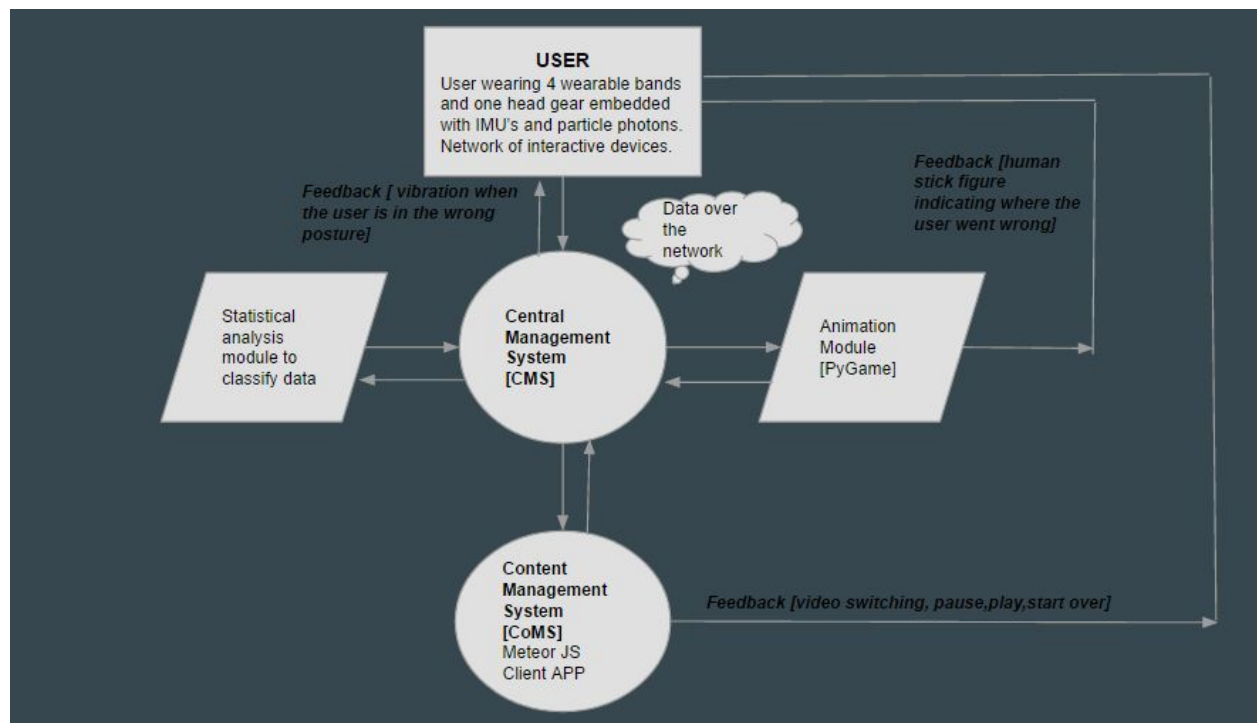 USER
User wearing 4 wearable bands
and one head gear embedded
with IMU's and particle photons.
Network of interactive devices.
Feedback [ vibration when
the user is in the wrong
posture]
Data over
the
network
Feedback [human
stick figure
indicating where the
user went wrong]
Statistical
analysis
module to
classify data
Central
Management
System
[CMS]
Animation
Module
[PyGame]
Content
Management
System
[CoMS]
Meteor JS
Client APP
Feedback [video switching, pause,play,start over]